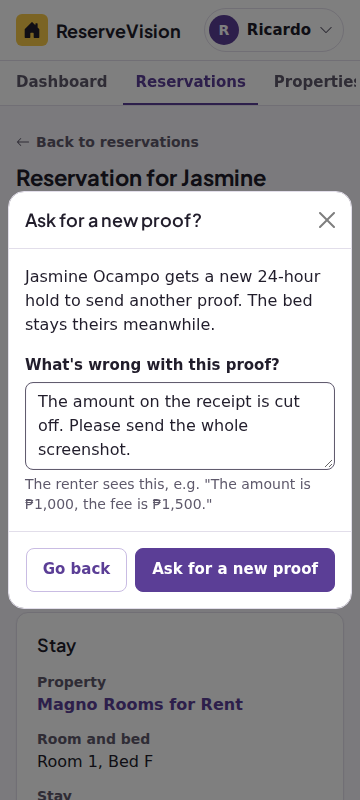 ReserveVision
R
Ricardo
Dashboard
Reservations
Properties
← Back to reservations
Reservation for Jasmine
Ask for a new proof?
Jasmine Ocampo gets a new 24-hour
hold to send another proof. The bed
stays theirs meanwhile.
What's wrong with this proof?
The amount on the receipt is cut
off. Please send the whole
screenshot.
The renter sees this, e.g. "The amount is
₱1,000, the fee is ₱1,500."
Go back
Ask for a new proof
Stay
Property
Magno Rooms for Rent
Room and bed
Room 1, Bed F
Stay